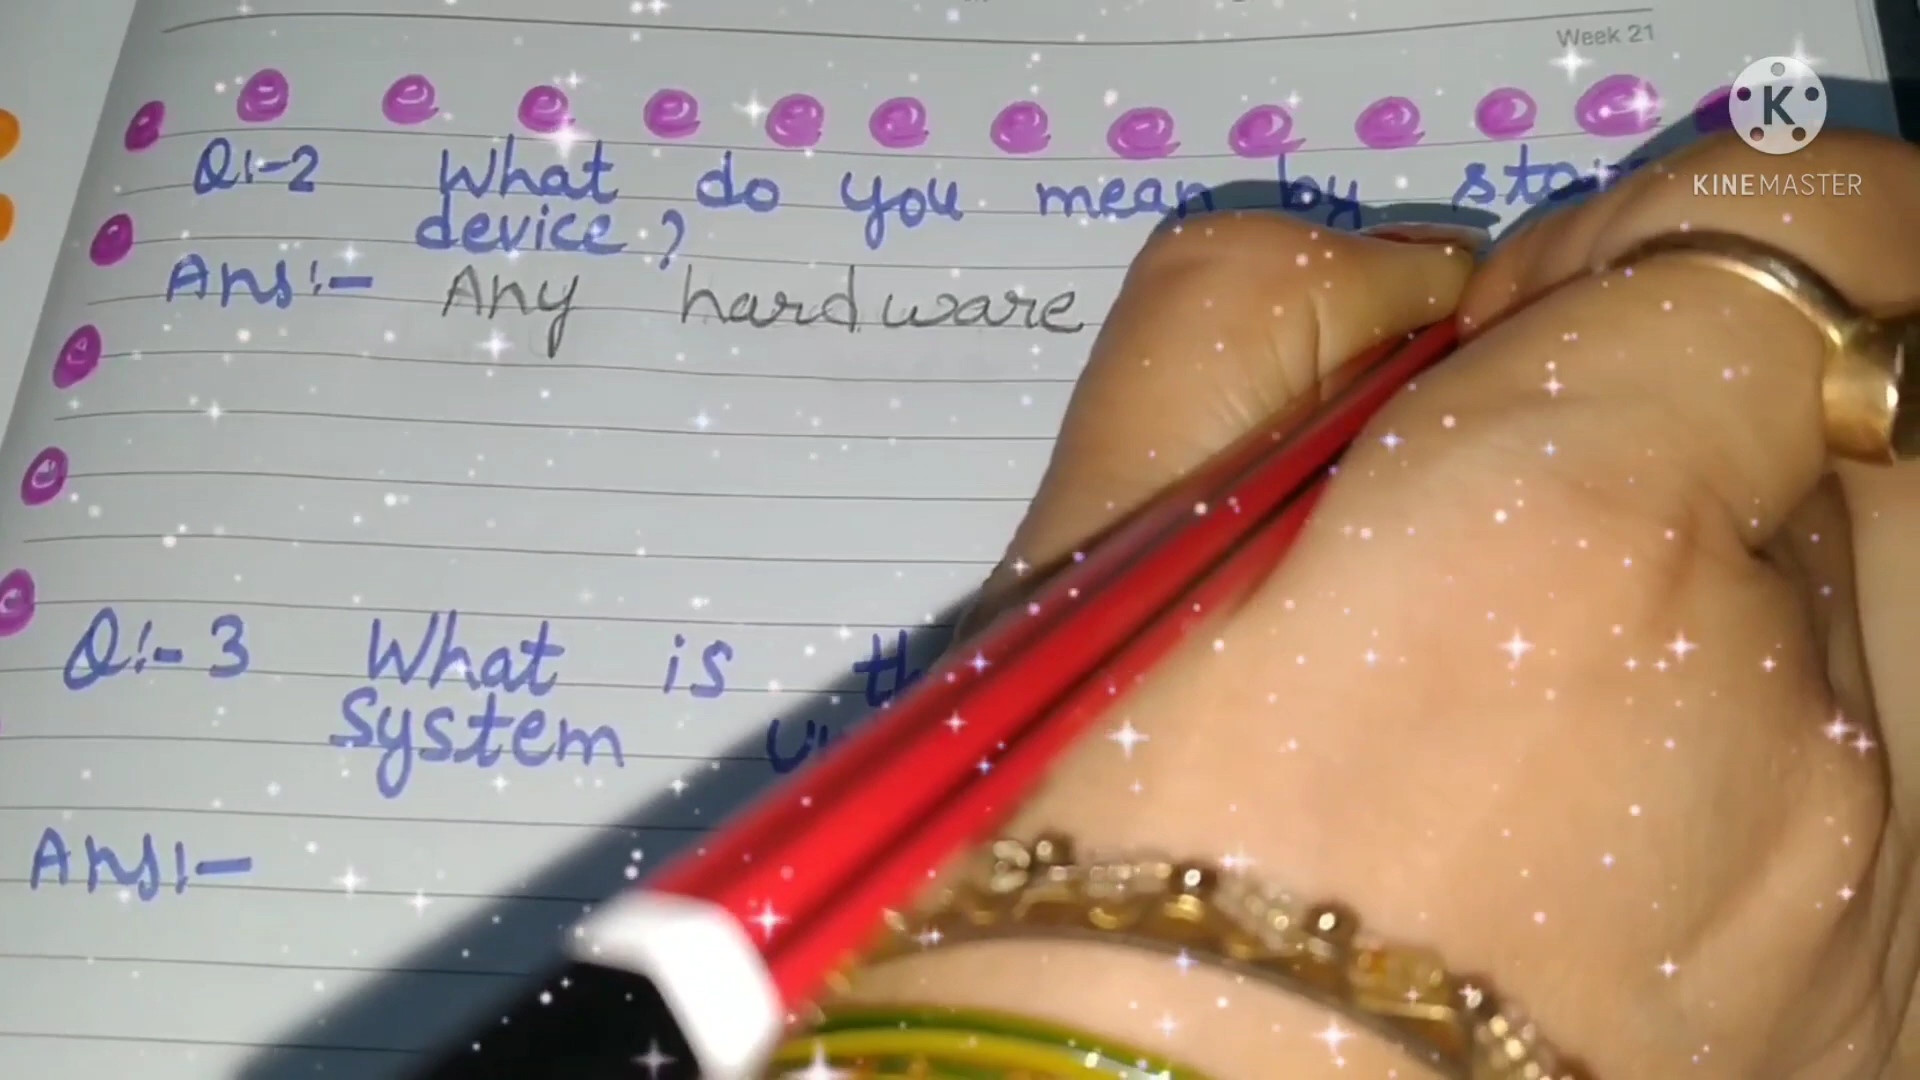 Week 21
KINEMASTER
Q:-2 What do you mean by
device ?
Ans:- Any hardware
Q:-3 What is
System
Ans:-